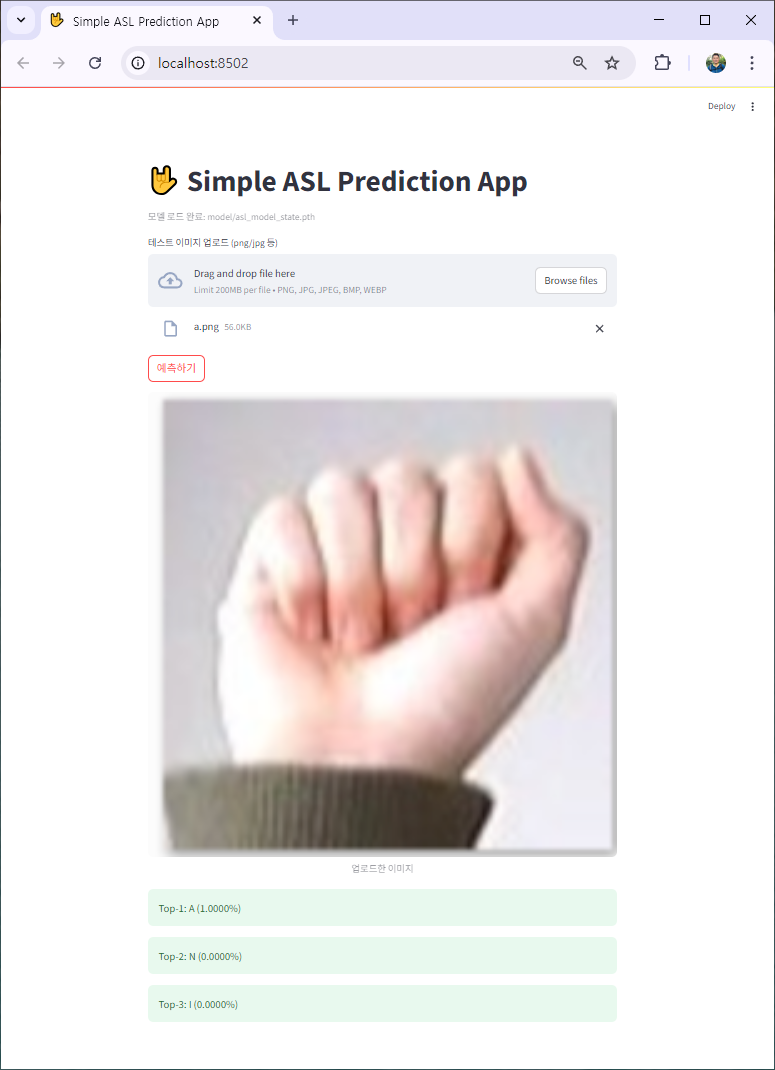 Simple ASL Prediction App
localhost:8502
Deploy
Simple ASL Prediction App
모델 로드 완료: model/asl_model_state.pth
테스트 이미지 업로드 (png/jpg 등)
Drag and drop file here
Limit 200MB per file • PNG, JPG, JPEG, BMP, WEBP
Browse files
a.png 56.0KB
예측하기
업로드한 이미지
Top-1: A (1.0000%)
Top-2: N (0.0000%)
Top-3: I (0.0000%)